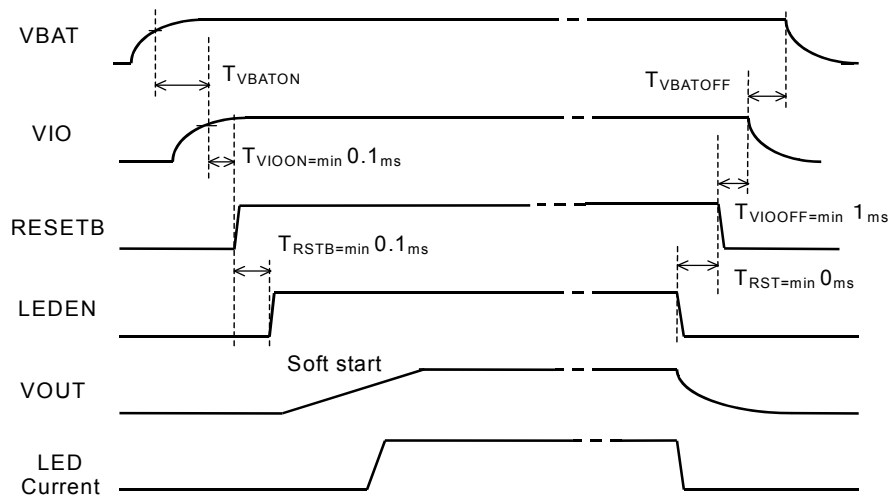 VBAT
TVBATON
TVBATOFF
VIO
TVIOON=min 0.1ms
RESETB
TVIOOFF=min 1ms
TRSTB=min 0.1ms
TRST=min 0ms
LEDEN
Soft start
VOUT
LED
Current